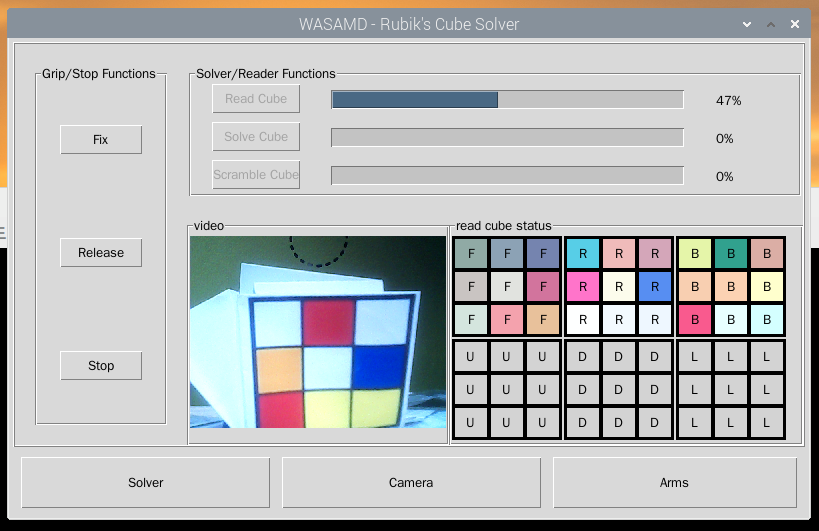 WASAMD - Rubik's Cube Solver
Grip/Stop Functions
Fix
Release
Stop
Solver/Reader Functions
Read Cube 47%
Solve Cube 0%
Scramble Cube 0%
video
read cube status
F F F R R R B B B
F F F R R R B B B
F F F R R R B B B
U U U D D D L L L
U U U D D D L L L
U U U D D D L L L
Solver Camera Arms